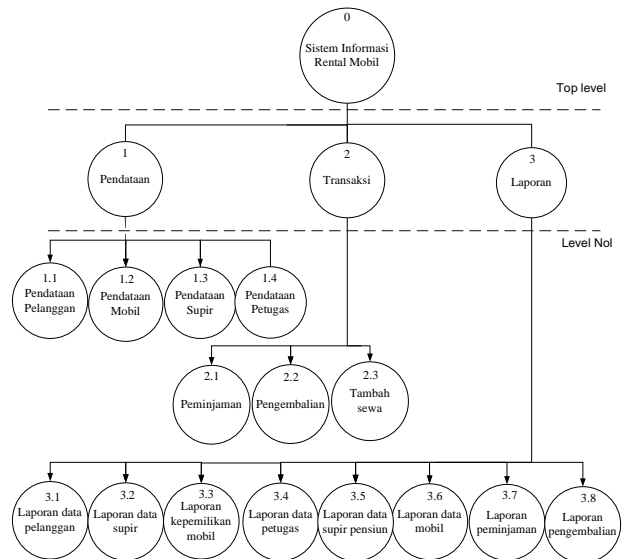 0
Sistem Informasi
Rental Mobil
Top level
1
Pendataan
2
Transaksi
3
Laporan
Level Nol
1.1
Pendataan
Pelanggan
1.2
Pendataan
Mobil
1.3
Pendataan
Supir
1.4
Pendataan
Petugas
2.1
Peminjaman
2.2
Pengembalian
2.3
Tambah
sewa
3.1
Laporan data
pelanggan
3.2
Laporan data
supir
3.3
Laporan
kepemilikan
mobil
3.4
Laporan data
petugas
3.5
Laporan data
supir pensiun
3.6
Laporan data
mobil
3.7
Laporan
peminjaman
3.8
Laporan
pengembalian